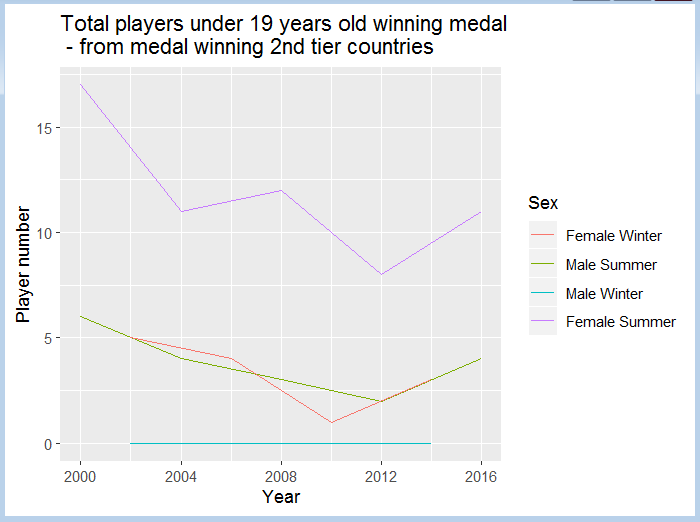 Total players under 19 years old winning medal
- from medal winning 2nd tier countries
Player number
15
10
5
0
2000
2004
2008
2012
2016
Year
Sex
Female Winter
Male Summer
Male Winter
Female Summer